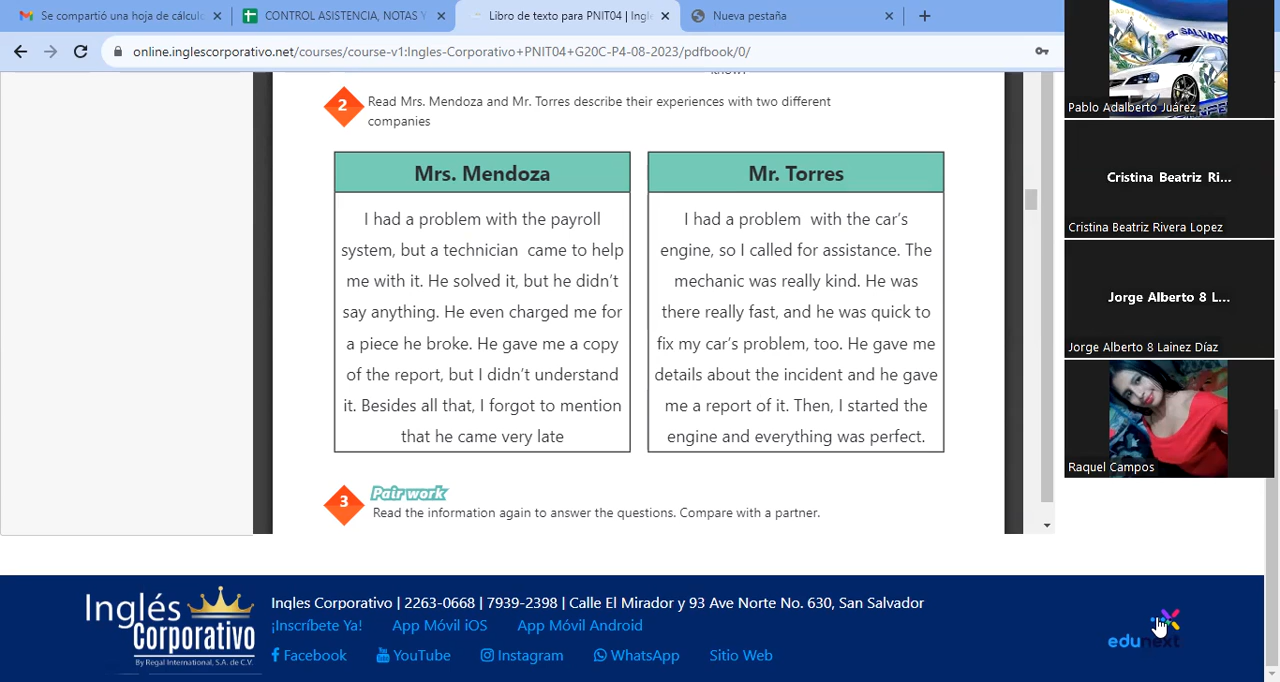 Se compartió una hoja de cálculo
CONTROL ASISTENCIA, NOTAS Y
Libro de texto para PNIT04 | Ingle
Nueva pestaña
online.inglescorporativo.net/courses/course-v1:Ingles-Corporativo+PNIT04+G20C-P4-08-2023/pdfbook/0/
2
Read Mrs. Mendoza and Mr. Torres describe their experiences with two different
companies
Mrs. Mendoza
I had a problem with the payroll
system, but a technician came to help
me with it. He solved it, but he didn't
say anything. He even charged me for
a piece he broke. He gave me a copy
of the report, but I didn't understand
it. Besides all that, I forgot to mention
that he came very late
Mr. Torres
I had a problem with the car's
engine, so I called for assistance. The
mechanic was really kind. He was
there really fast, and he was quick to
fix my car's problem, too. He gave me
details about the incident and he gave
me a report of it. Then, I started the
engine and everything was perfect.
3
Pair work
Read the information again to answer the questions. Compare with a partner.
Inglés
Corporativo
By Regal International, S.A. de C.V.
Ingles Corporativo | 2263-0668 | 7939-2398 | Calle El Mirador y 93 Ave Norte No. 630, San Salvador
¡Inscríbete Ya!
App Móvil iOS
App Móvil Android
Facebook
YouTube
Instagram
WhatsApp
Sitio Web
edunext
EL SALVADOR
Pablo Adalberto Juárez
Cristina Beatriz Ri...
Cristina Beatriz Rivera Lopez
Jorge Alberto 8 L...
Jorge Alberto 8 Lainez Díaz
Raquel Campos